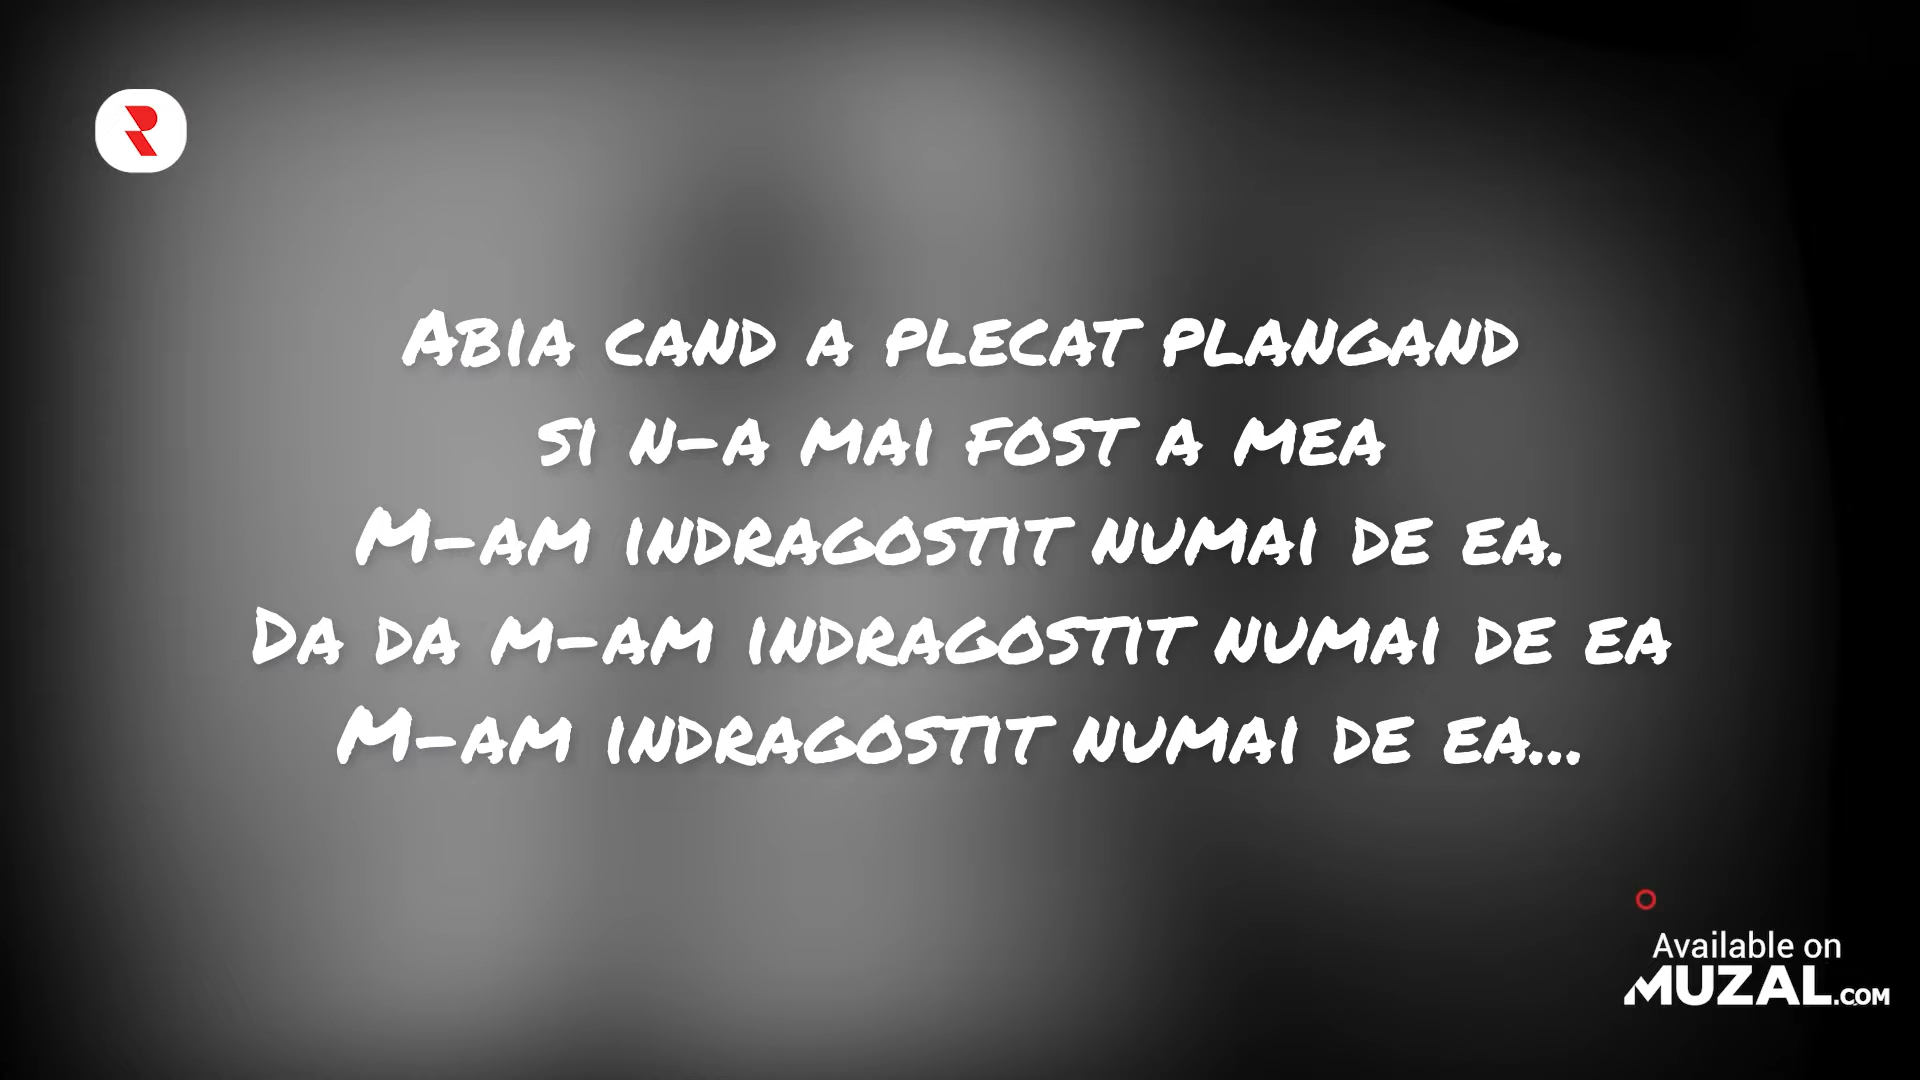 Abia cand a plecat plangand
si n-a mai fost a mea
M-am indragostit numai de ea.
Da da m-am indragostit numai de ea
M-am indragostit numai de ea...
Available on
MUZAL.COM